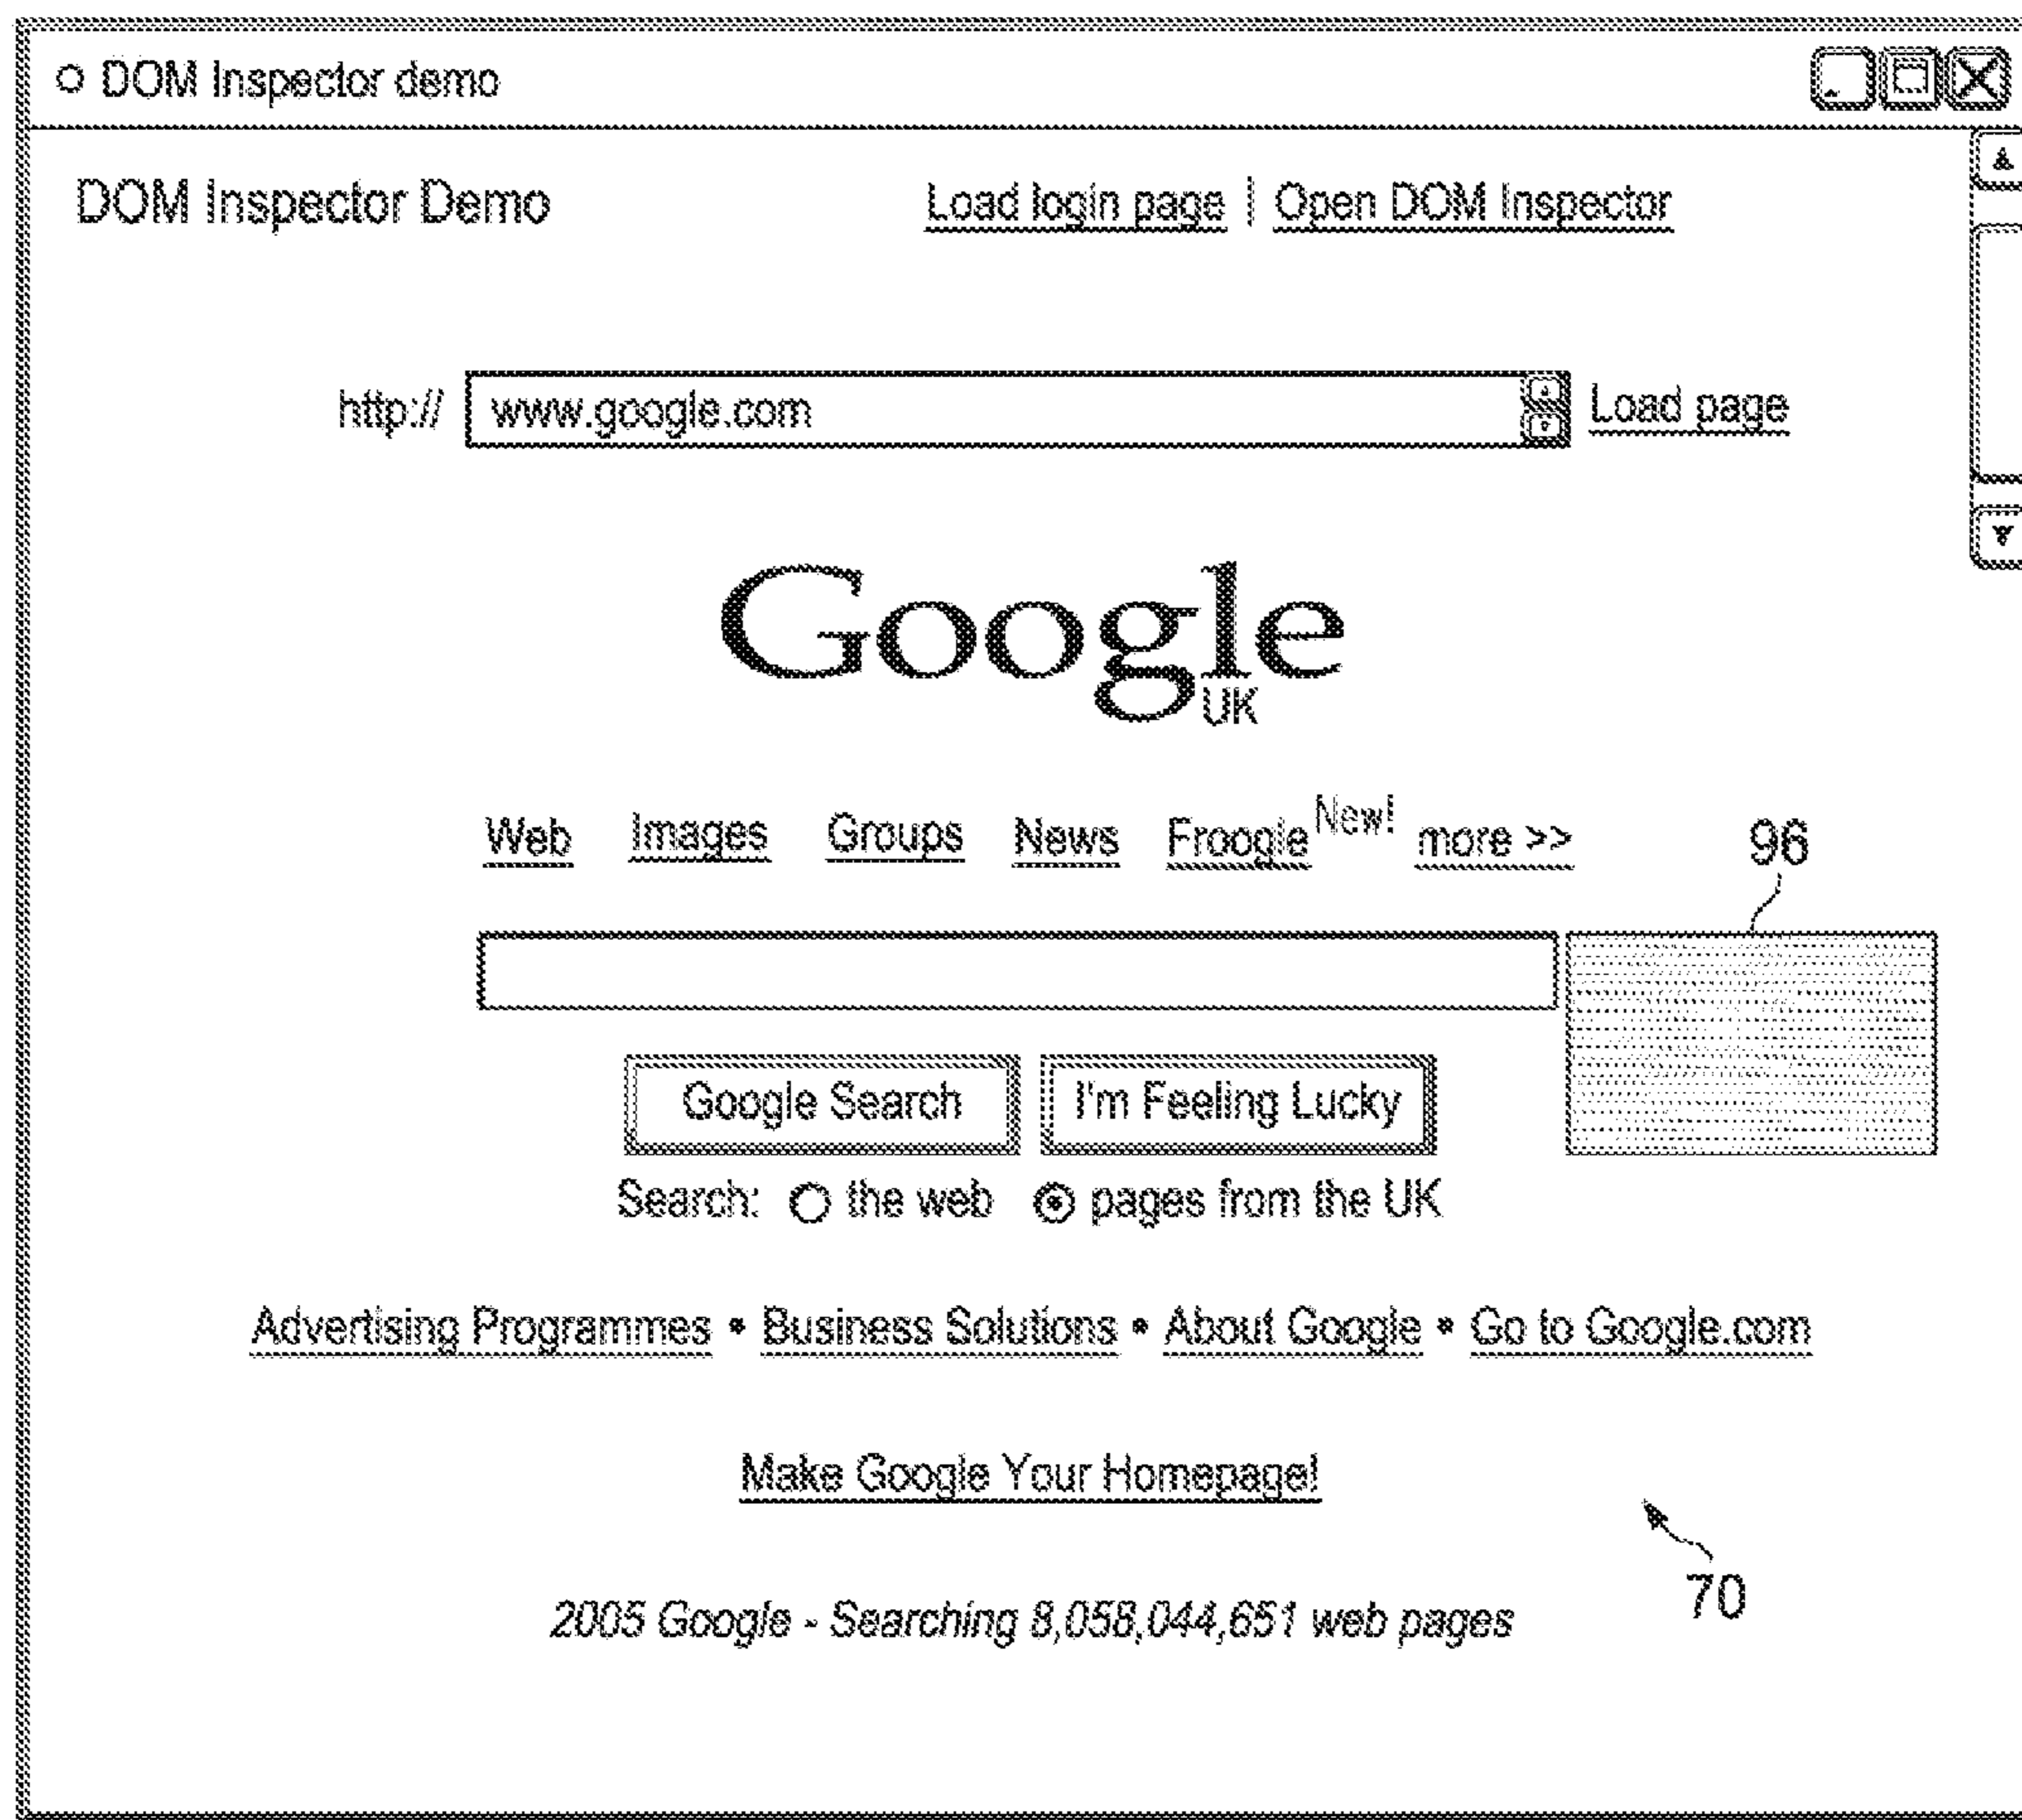 DOM Inspector demo
DOM Inspector Demo Load login page | Open DOM Inspector
http:// www.google.com Load page
Google
UK
Web Images Groups News Froogle New! more >>
96
Google Search I'm Feeling Lucky
Search: the web pages from the UK
Advertising Programmes • Business Solutions • About Google • Go to Google.com
Make Google Your Homepage!
70
2005 Google - Searching 8,058,044,651 web pages